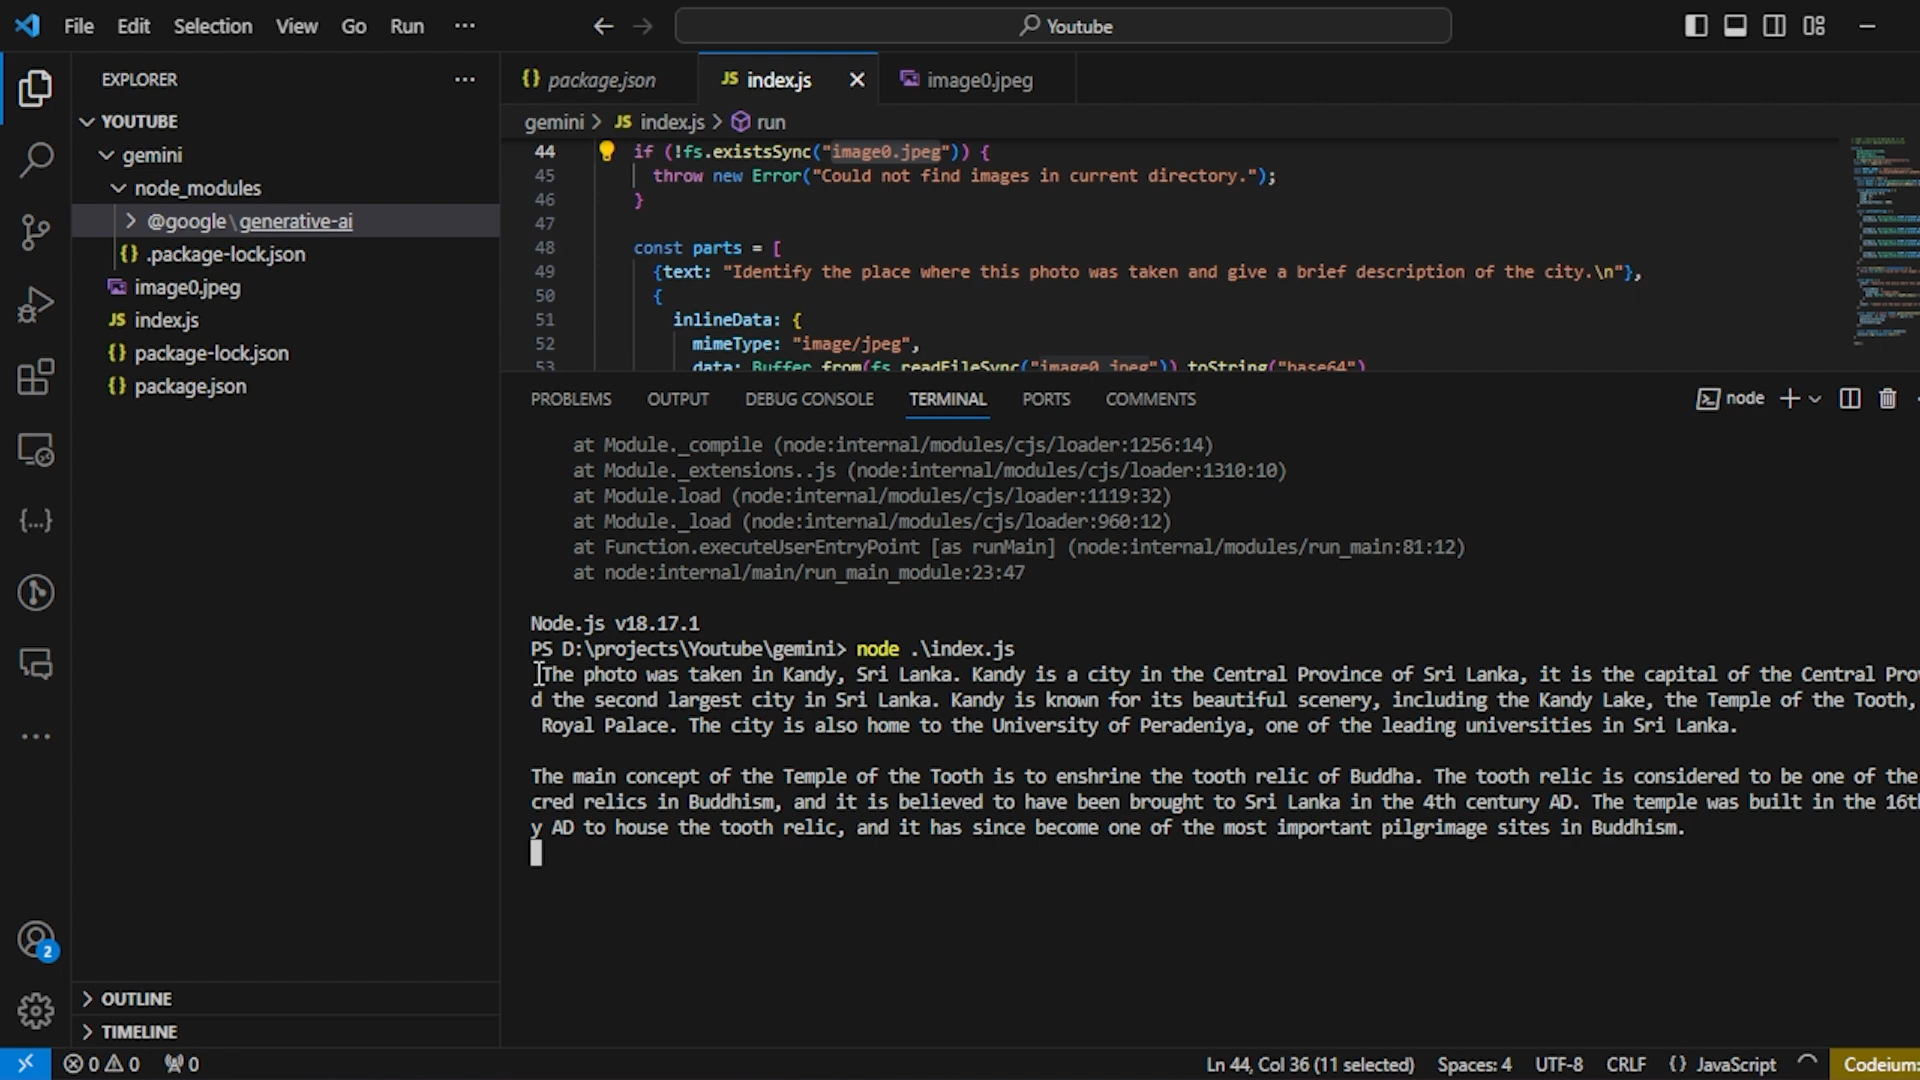 File Edit Selection View Go Run ··· Youtube
EXPLORER ···
YOUTUBE
gemini
node_modules
@google\generative-ai
{} .package-lock.json
image0.jpeg
JS index.js
{} package-lock.json
{} package.json
2
OUTLINE
TIMELINE
{} package.json JS index.js image0.jpeg
gemini > JS index.js > run
44 if (!fs.existsSync("image0.jpeg")) {
45 throw new Error("Could not find images in current directory.");
46 }
47
48 const parts = [
49 {text: "Identify the place where this photo was taken and give a brief description of the city.\n"},
50 {
51 inlineData: {
52 mimeType: "image/jpeg",
53 data: Buffer.from(fs.readFileSync("image0.jpeg")).toString("base64")
PROBLEMS OUTPUT DEBUG CONSOLE TERMINAL PORTS COMMENTS node
at Module._compile (node:internal/modules/cjs/loader:1256:14)
at Module._extensions..js (node:internal/modules/cjs/loader:1310:10)
at Module.load (node:internal/modules/cjs/loader:1119:32)
at Module._load (node:internal/modules/cjs/loader:960:12)
at Function.executeUserEntryPoint [as runMain] (node:internal/modules/run_main:81:12)
at node:internal/main/run_main_module:23:47
Node.js v18.17.1
PS D:\projects\Youtube\gemini> node .\index.js
The photo was taken in Kandy, Sri Lanka. Kandy is a city in the Central Province of Sri Lanka, it is the capital of the Central Pro
d the second largest city in Sri Lanka. Kandy is known for its beautiful scenery, including the Kandy Lake, the Temple of the Tooth,
Royal Palace. The city is also home to the University of Peradeniya, one of the leading universities in Sri Lanka.
The main concept of the Temple of the Tooth is to enshrine the tooth relic of Buddha. The tooth relic is considered to be one of the
cred relics in Buddhism, and it is believed to have been brought to Sri Lanka in the 4th century AD. The temple was built in the 16t
y AD to house the tooth relic, and it has since become one of the most important pilgrimage sites in Buddhism.
0 0 0 Ln 44, Col 36 (11 selected) Spaces: 4 UTF-8 CRLF {} JavaScript Codeium: